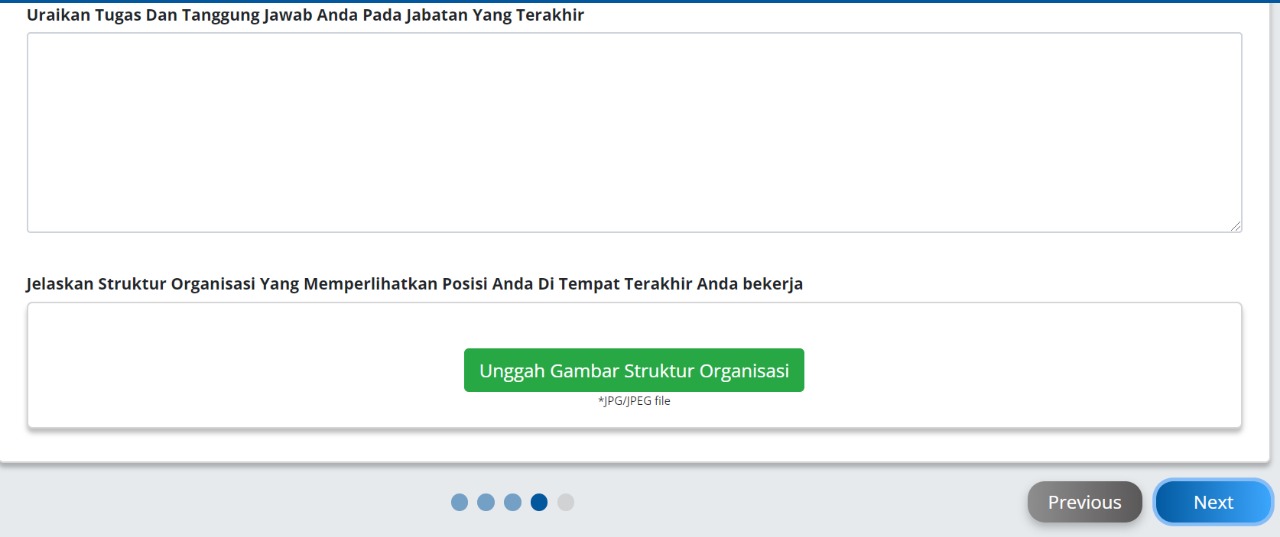 Uraikan Tugas Dan Tanggung Jawab Anda Pada Jabatan Yang Terakhir
Jelaskan Struktur Organisasi Yang Memperlihatkan Posisi Anda Di Tempat Terakhir Anda bekerja
Unggah Gambar Struktur Organisasi
*JPG/JPEG file
Previous
Next